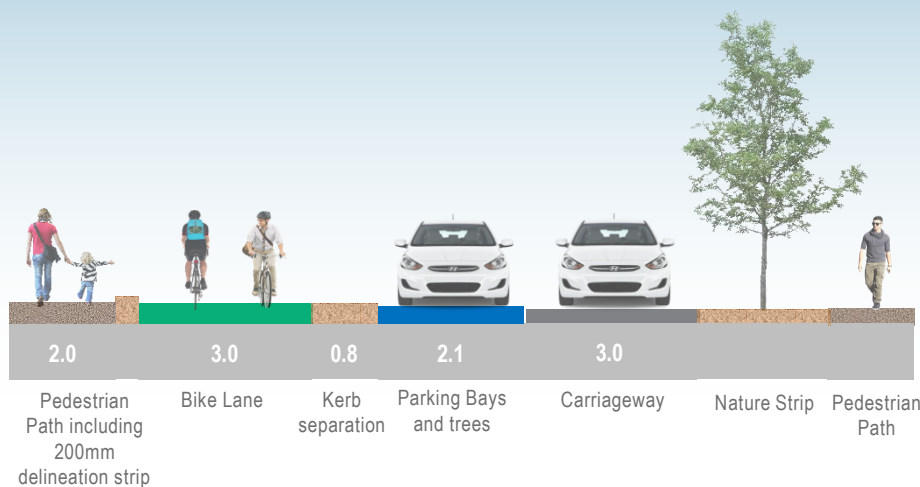 2.0
3.0
0.8
2.1
3.0
Pedestrian
Path including
200mm
delineation strip
Bike Lane
Kerb
separation
Parking Bays
and trees
Carriageway
Nature Strip
Pedestrian
Path